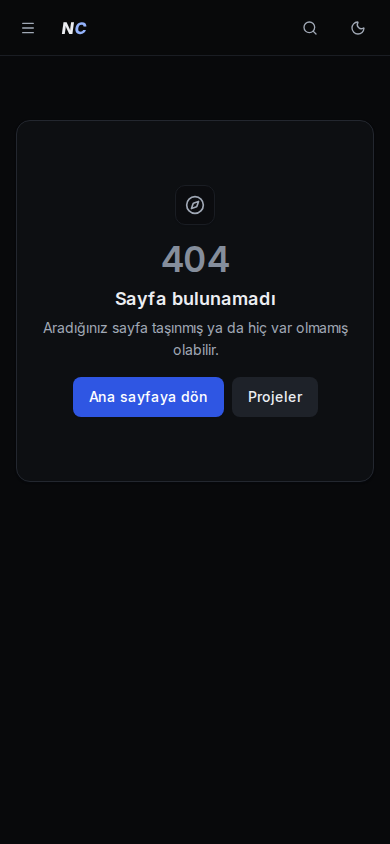 NC
404
Sayfa bulunamadı
Aradığınız sayfa taşınmış ya da hiç var olmamış
olabilir.
Ana sayfaya dön
Projeler